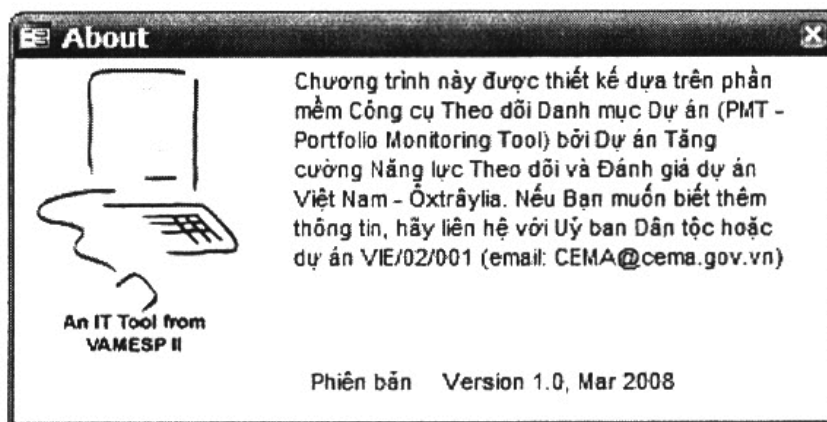 About
Chương trình này được thiết kế dựa trên phần
mềm Công cụ Theo dõi Danh mục Dự án (PMT -
Portfolio Monitoring Tool) bởi Dự án Tăng
cường Năng lực Theo dõi và Đánh giá dự án
Việt Nam - Ôxtrâylia. Nếu Bạn muốn biết thêm
thông tin, hãy liên hệ với Uỷ ban Dân tộc hoặc
dự án VIE/02/001 (email: CEMA@cema.gov.vn)
An IT Tool from
VAMESP II
Phiên bản Version 1.0, Mar 2008